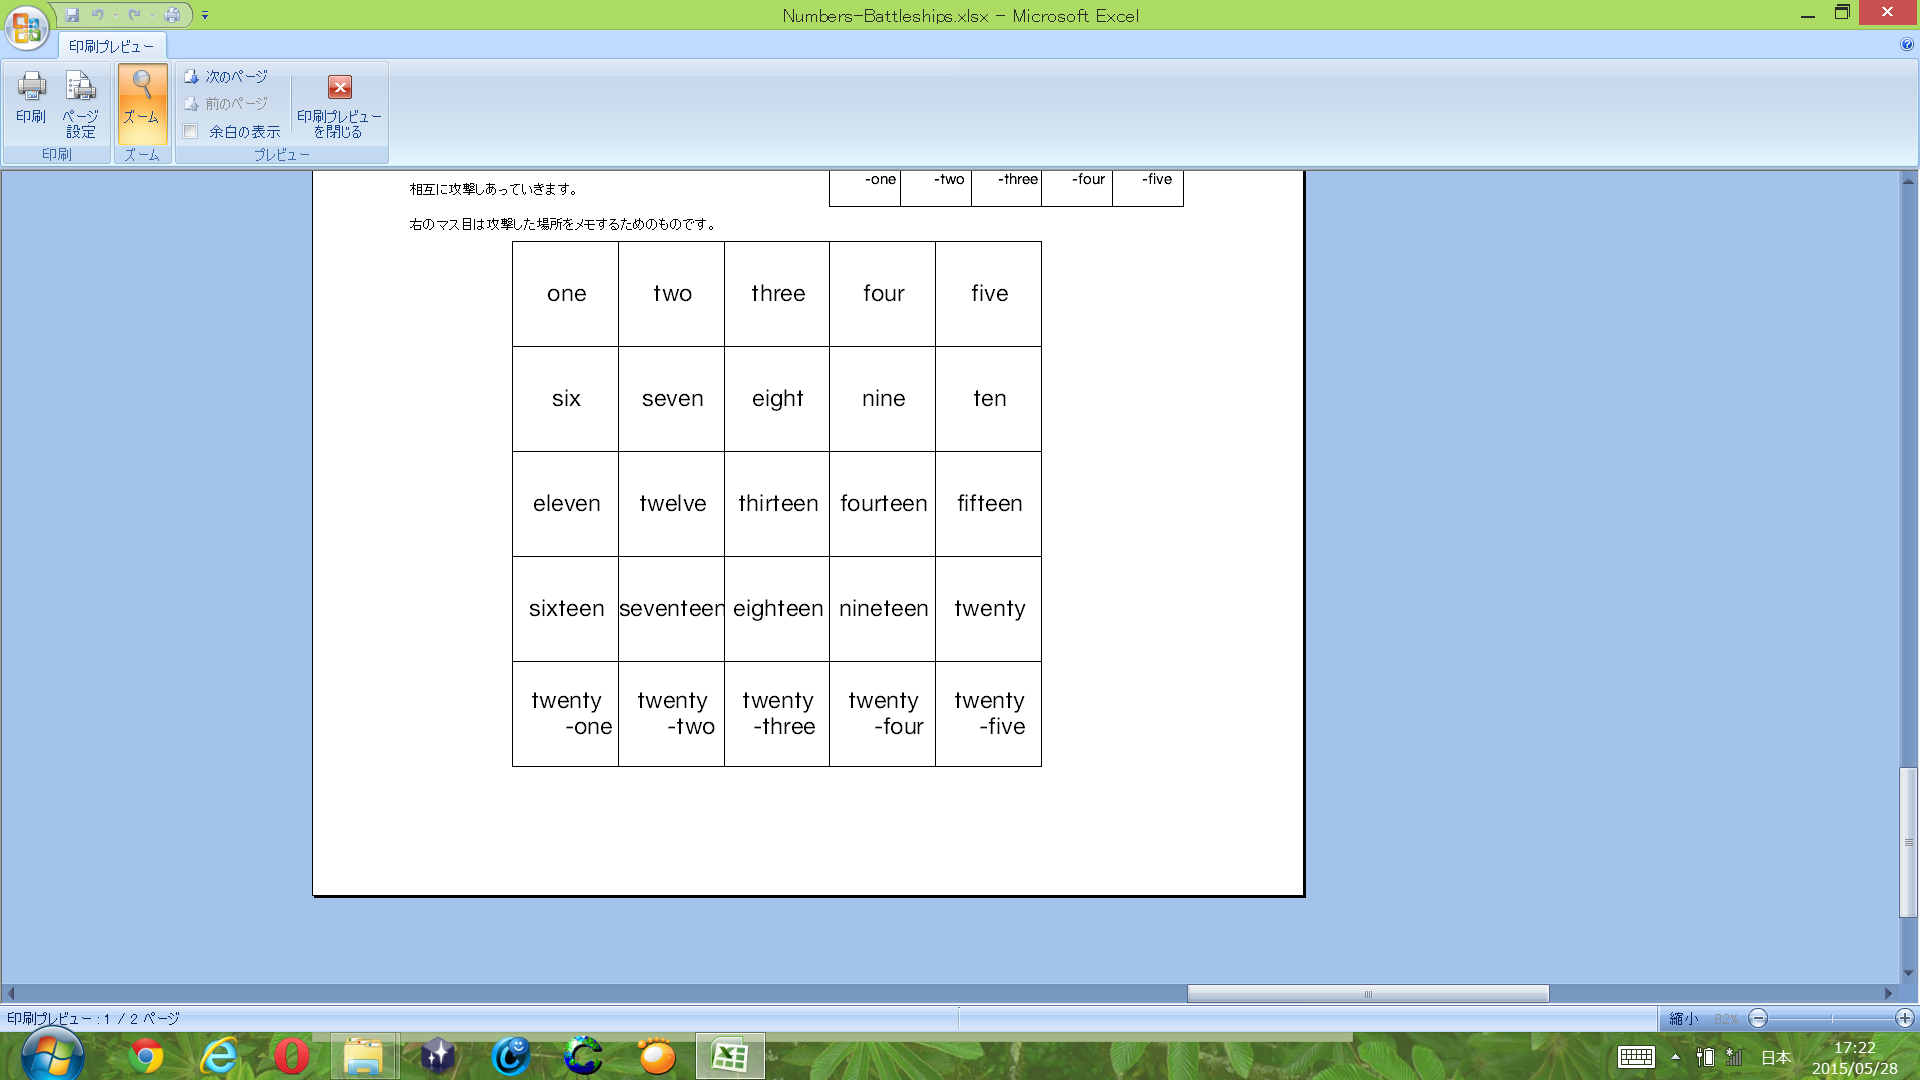 Numbers-Battleships.xlsx - Microsoft Excel
印刷プレビュー
印刷
ページ
設定
ズーム
次のページ
前のページ
余白の表示
印刷プレビュー
を閉じる
印刷
ズーム
プレビュー
相互に攻撃しあっていきます。
-one -two -three -four -five
右のマス目は攻撃した場所をメモするためのものです。
one two three four five
six seven eight nine ten
eleven twelve thirteen fourteen fifteen
sixteen seventeen eighteen nineteen twenty
twenty twenty twenty twenty twenty
-one -two -three -four -five
印刷プレビュー : 1 / 2 ページ
縮小 82%
日本
17:22
2015/05/28